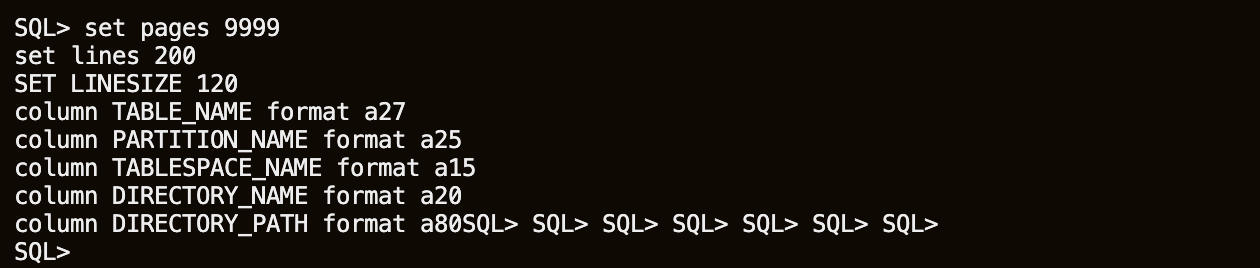 SQL> set pages 9999
set lines 200
SET LINESIZE 120
column TABLE_NAME format a27
column PARTITION_NAME format a25
column TABLESPACE_NAME format a15
column DIRECTORY_NAME format a20
column DIRECTORY_PATH format a80SQL> SQL> SQL> SQL> SQL> SQL> SQL>
SQL>